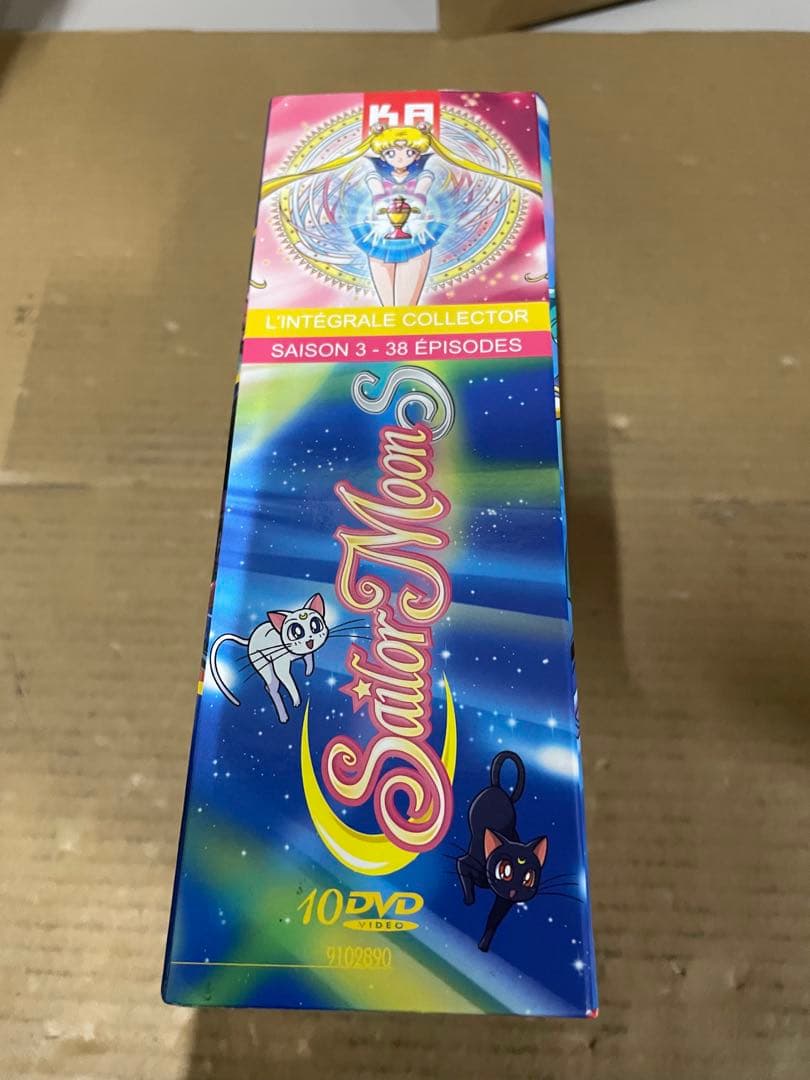 KA
L'INTÉGRALE COLLECTOR
SAISON 3 - 38 ÉPISODES
Sailor Moon S
10 DVD
VIDEO
9102890